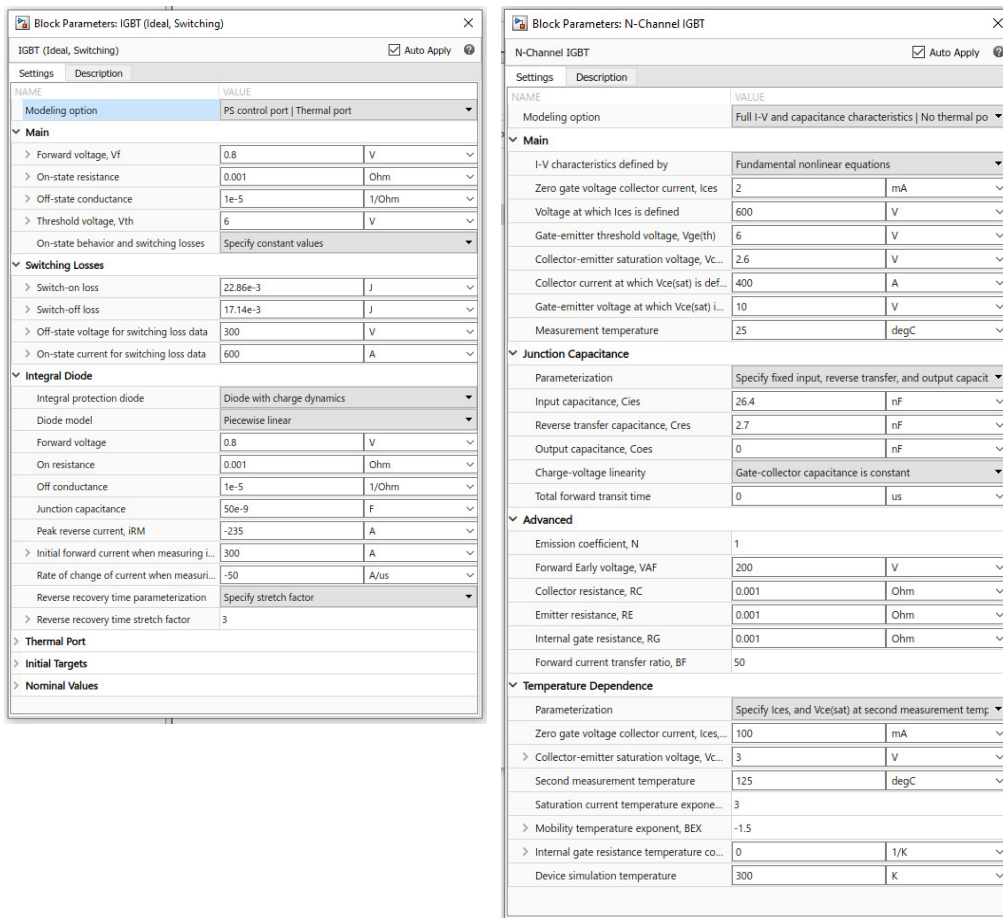 Block Parameters: IGBT (Ideal, Switching)
IGBT (Ideal, Switching) Auto Apply
Settings Description
NAME VALUE
Modeling option PS control port | Thermal port
Main
Forward voltage, Vf 0.8 V
On-state resistance 0.001 Ohm
Off-state conductance 1e-5 1/Ohm
Threshold voltage, Vth 6 V
On-state behavior and switching losses Specify constant values
Switching Losses
Switch-on loss 22.86e-3 J
Switch-off loss 17.14e-3 J
Off-state voltage for switching loss data 300 V
On-state current for switching loss data 600 A
Integral Diode
Integral protection diode Diode with charge dynamics
Diode model Piecewise linear
Forward voltage 0.8 V
On resistance 0.001 Ohm
Off conductance 1e-5 1/Ohm
Junction capacitance 50e-9 F
Peak reverse current, iRM -235 A
Initial forward current when measuring i... 300 A
Rate of change of current when measuri... -50 A/us
Reverse recovery time parameterization Specify stretch factor
Reverse recovery time stretch factor 3
Thermal Port
Initial Targets
Nominal Values
Block Parameters: N-Channel IGBT
N-Channel IGBT Auto Apply
Settings Description
NAME VALUE
Modeling option Full I-V and capacitance characteristics | No thermal po
Main
I-V characteristics defined by Fundamental nonlinear equations
Zero gate voltage collector current, Ices 2 mA
Voltage at which Ices is defined 600 V
Gate-emitter threshold voltage, Vge(th) 6 V
Collector-emitter saturation voltage, Vc... 2.6 V
Collector current at which Vce(sat) is def... 400 A
Gate-emitter voltage at which Vce(sat) i... 10 V
Measurement temperature 25 degC
Junction Capacitance
Parameterization Specify fixed input, reverse transfer, and output capacit
Input capacitance, Cies 26.4 nF
Reverse transfer capacitance, Cres 2.7 nF
Output capacitance, Coes 0 nF
Charge-voltage linearity Gate-collector capacitance is constant
Total forward transit time 0 us
Advanced
Emission coefficient, N 1
Forward Early voltage, VAF 200 V
Collector resistance, RC 0.001 Ohm
Emitter resistance, RE 0.001 Ohm
Internal gate resistance, RG 0.001 Ohm
Forward current transfer ratio, BF 50
Temperature Dependence
Parameterization Specify Ices, and Vce(sat) at second measurement temp
Zero gate voltage collector current, Ices,... 100 mA
Collector-emitter saturation voltage, Vc... 3 V
Second measurement temperature 125 degC
Saturation current temperature expone... 3
Mobility temperature exponent, BEX -1.5
Internal gate resistance temperature co... 0 1/K
Device simulation temperature 300 K